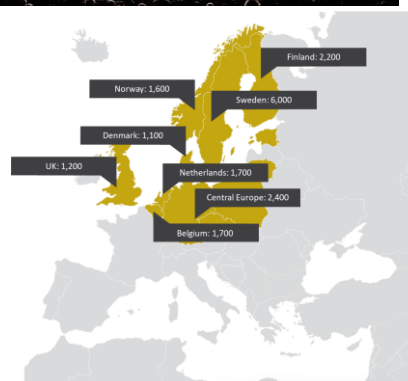 Finland: 2,200
Norway: 1,600
Sweden: 6,000
Denmark: 1,100
UK: 1,200
Netherlands: 1,700
Central Europe: 2,400
Belgium: 1,700